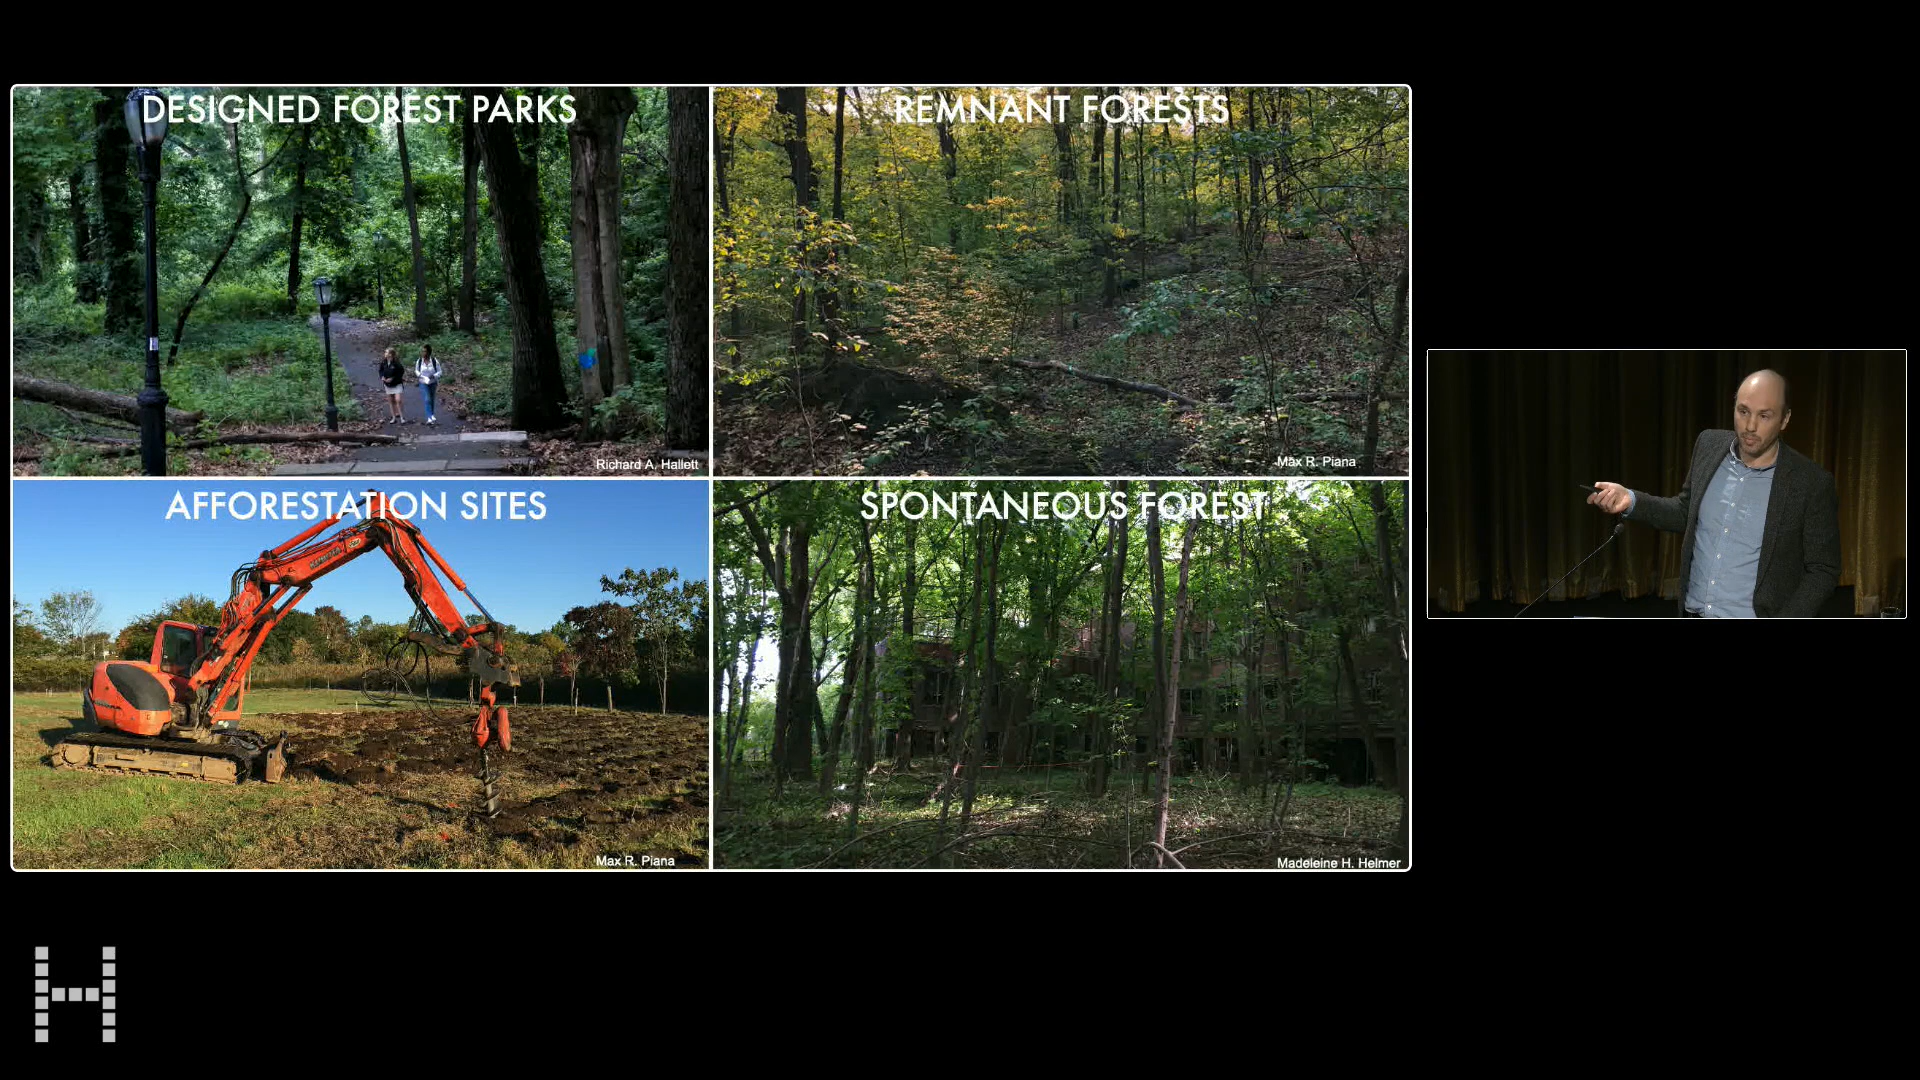 DESIGNED FOREST PARKS
REMNANT FORESTS
Richard A. Hallett
Max R. Piana
AFFORESTATION SITES
SPONTANEOUS FOREST
Max R. Piana
Madeleine H. Helmer
H